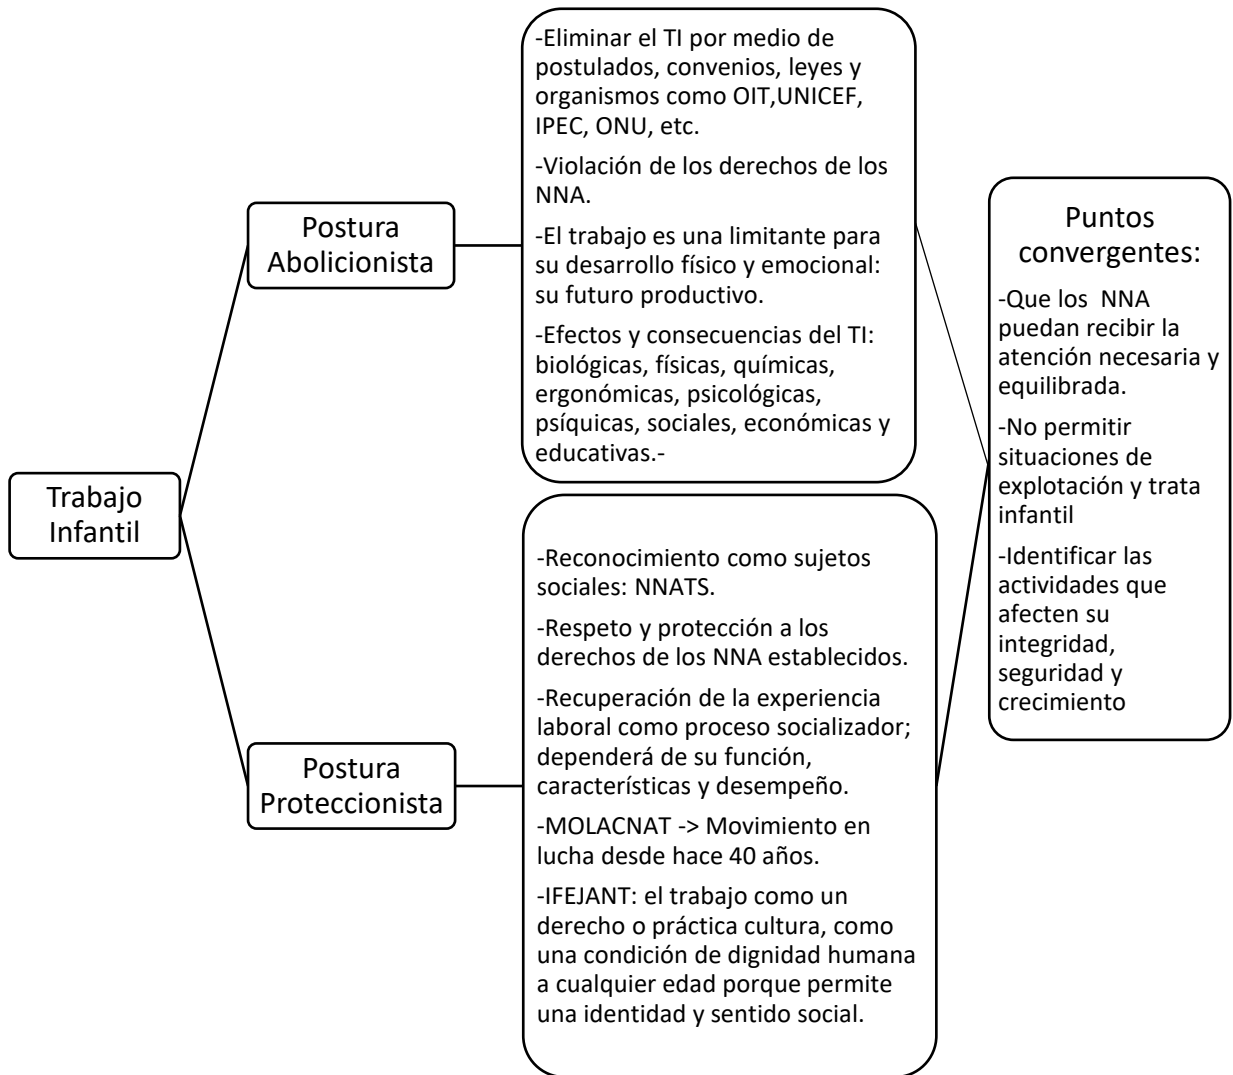 Trabajo
Infantil
Postura
Abolicionista
-Eliminar el TI por medio de
postulados, convenios, leyes y
organismos como OIT,UNICEF,
IPEC, ONU, etc.
-Violación de los derechos de los
NNA.
-El trabajo es una limitante para
su desarrollo físico y emocional:
su futuro productivo.
-Efectos y consecuencias del TI:
biológicas, físicas, químicas,
ergonómicas, psicológicas,
psíquicas, sociales, económicas y
educativas.-
Postura
Proteccionista
-Reconocimiento como sujetos
sociales: NNATS.
-Respeto y protección a los
derechos de los NNA establecidos.
-Recuperación de la experiencia
laboral como proceso socializador;
dependerá de su función,
características y desempeño.
-MOLACNAT -> Movimiento en
lucha desde hace 40 años.
-IFEJANT: el trabajo como un
derecho o práctica cultura, como
una condición de dignidad humana
a cualquier edad porque permite
una identidad y sentido social.
Puntos
convergentes:
-Que los  NNA
puedan recibir la
atención necesaria y
equilibrada.
-No permitir
situaciones de
explotación y trata
infantil
-Identificar las
actividades que
afecten su
integridad,
seguridad y
crecimiento